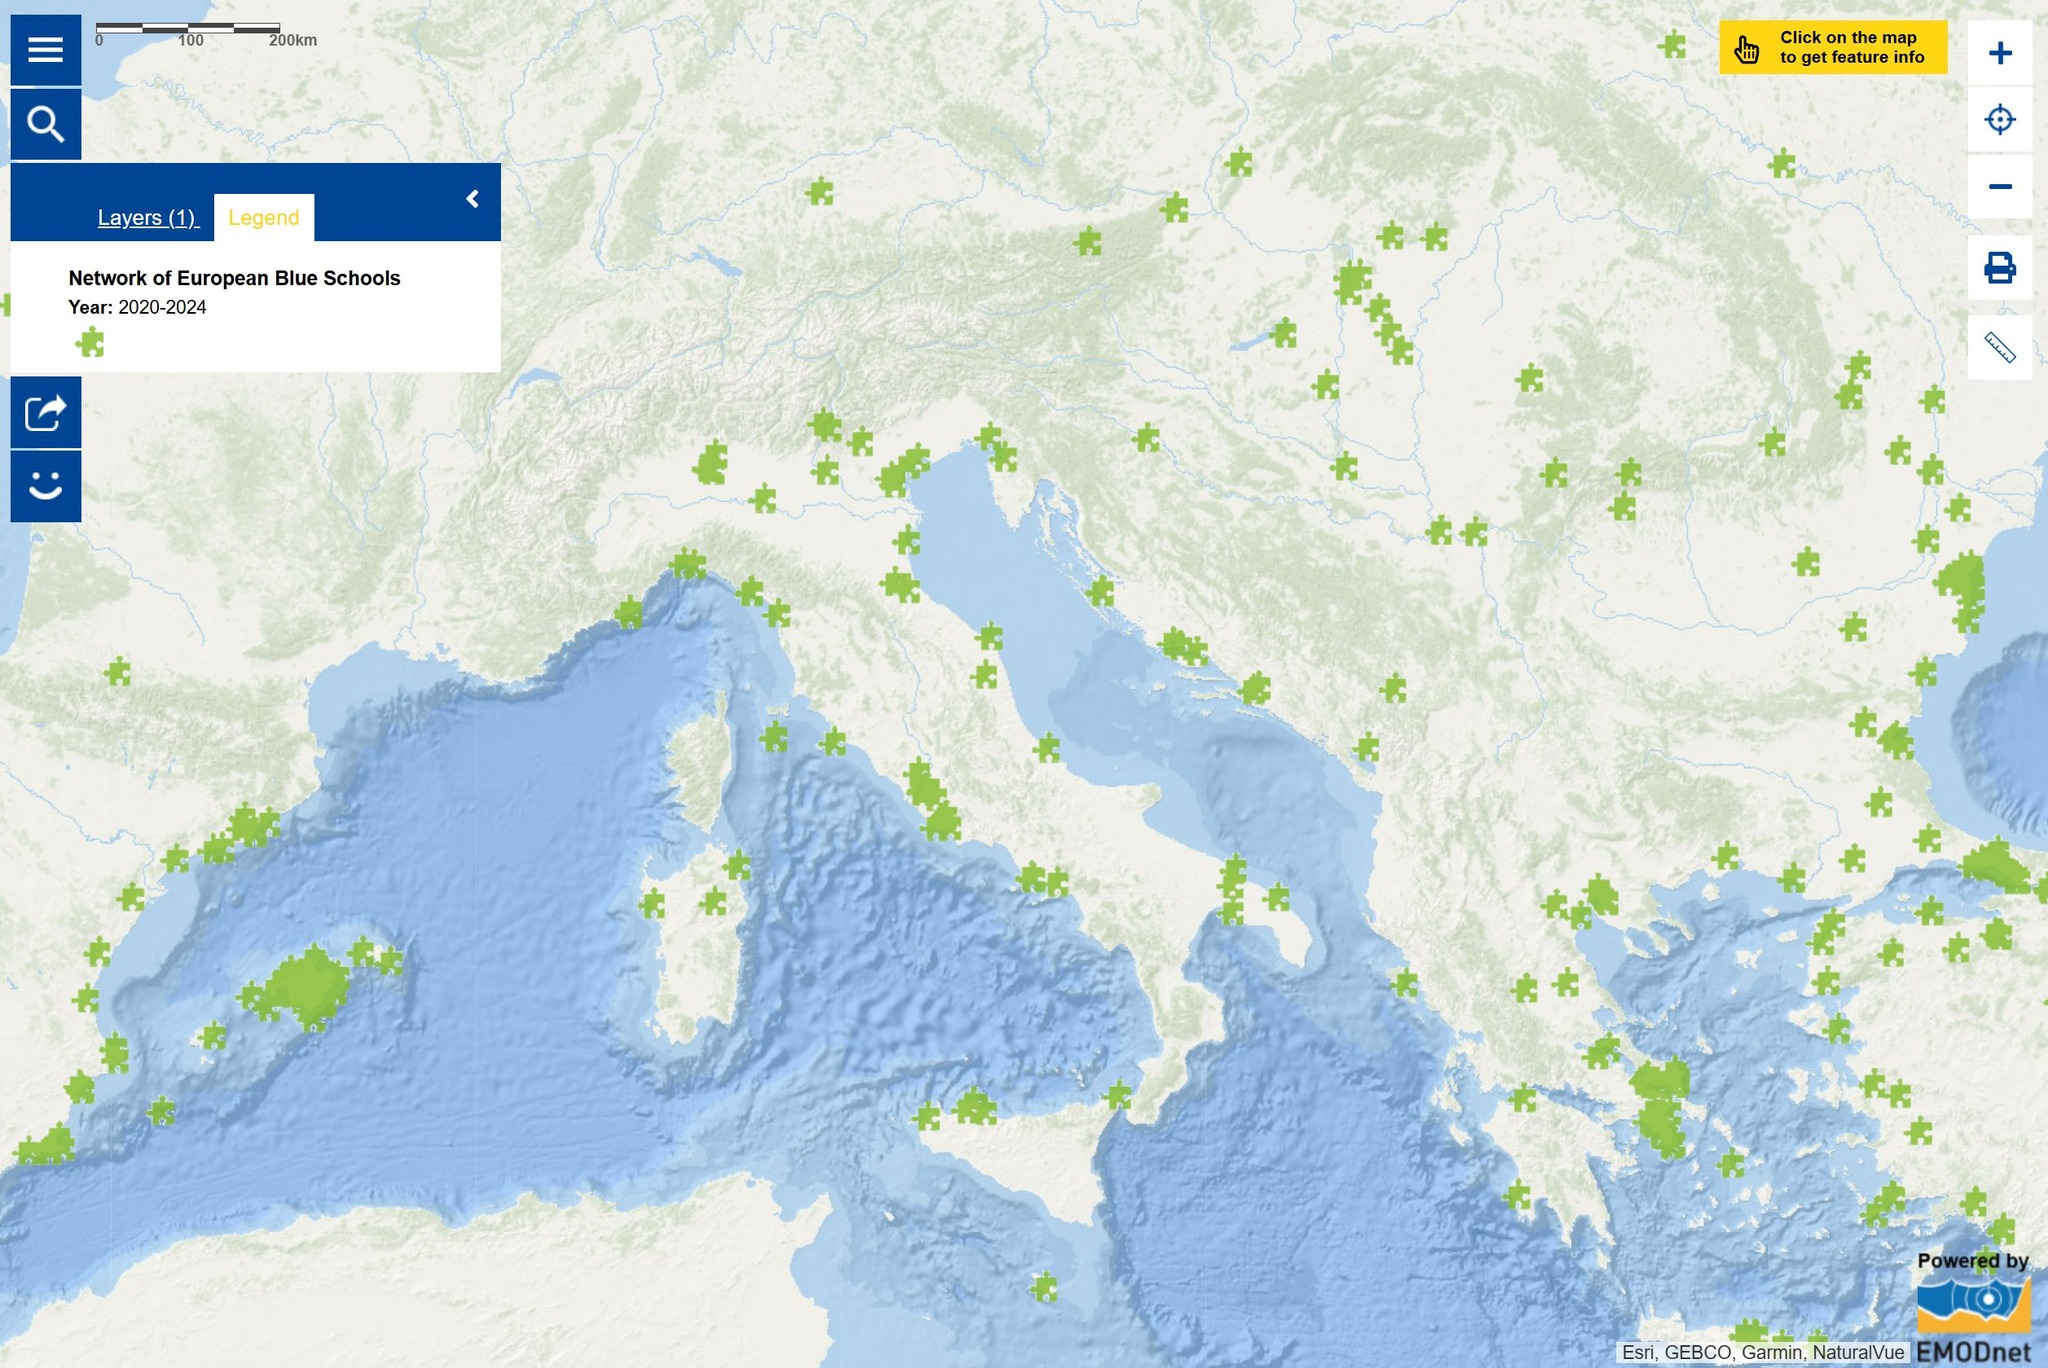 0 100 200km
Click on the map
to get feature info
Layers (1)
Legend
Network of European Blue Schools
Year: 2020-2024
Powered by
EMODnet
Esri, GEBCO, Garmin, NaturalVue